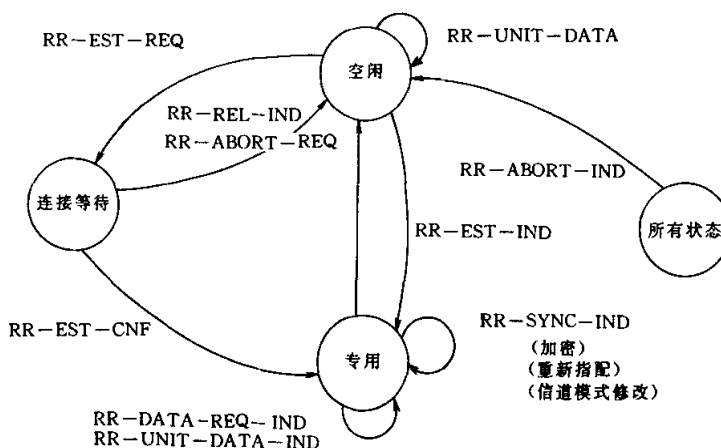 RR-EST-REQ
RR-UNIT-DATA
空闲
RR-REL-IND
RR-ABORT-REQ
RR-ABORT-IND
连接等待
RR-EST-IND
所有状态
RR-EST-CNF
RR-SYNC-IND
(加密)
专用
(重新指配)
(信道模式修改)
RR-DATA-REQ-IND
RR-UNIT-DATA-IND